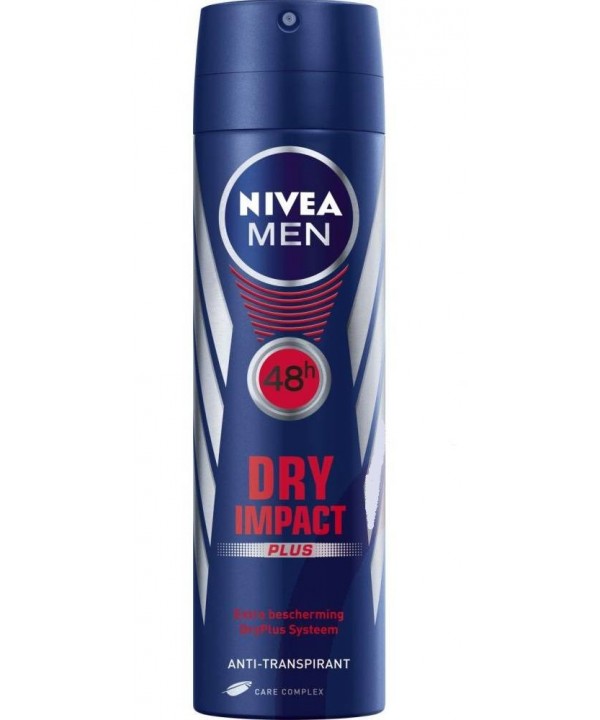 NIVEA
MEN
48h
DRY
IMPACT
PLUS
Extra bescherming
dryPlus Systeem
ANTI-TRANSPIRANT
CARE COMPLEX